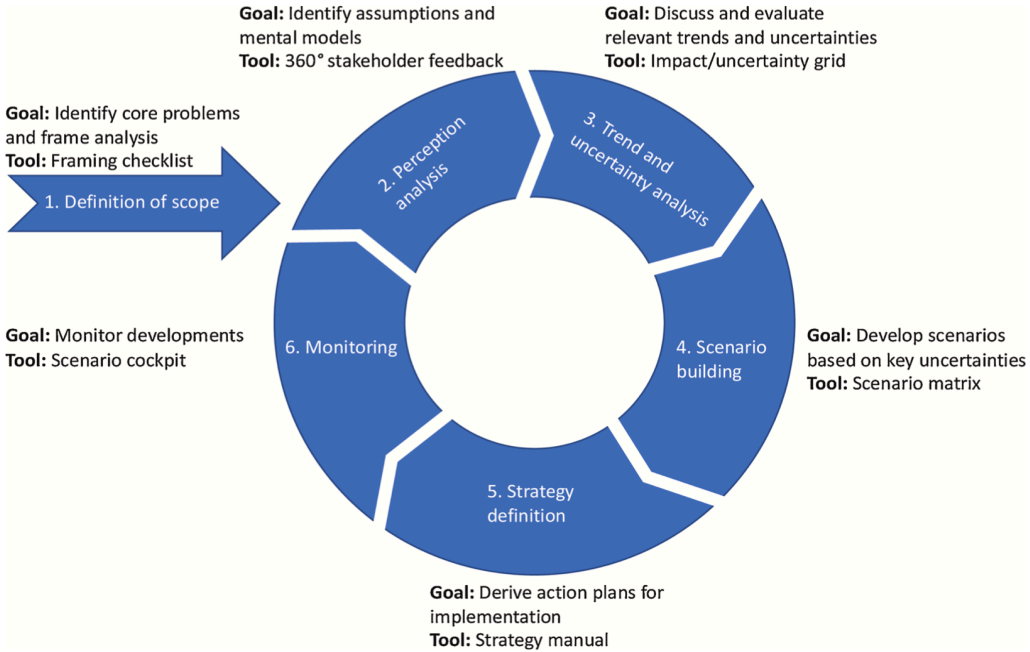 Goal: Identify assumptions and
mental models
Tool: 360° stakeholder feedback
Goal: Discuss and evaluate
relevant trends and uncertainties
Tool: Impact/uncertainty grid
Goal: Identify core problems
and frame analysis
Tool: Framing checklist
1. Definition of scope
2. Perception
analysis
3. Trend and
uncertainty analysis
Goal: Monitor developments
Tool: Scenario cockpit
6. Monitoring
4. Scenario
building
Goal: Develop scenarios
based on key uncertainties
Tool: Scenario matrix
5. Strategy
definition
Goal: Derive action plans for
implementation
Tool: Strategy manual